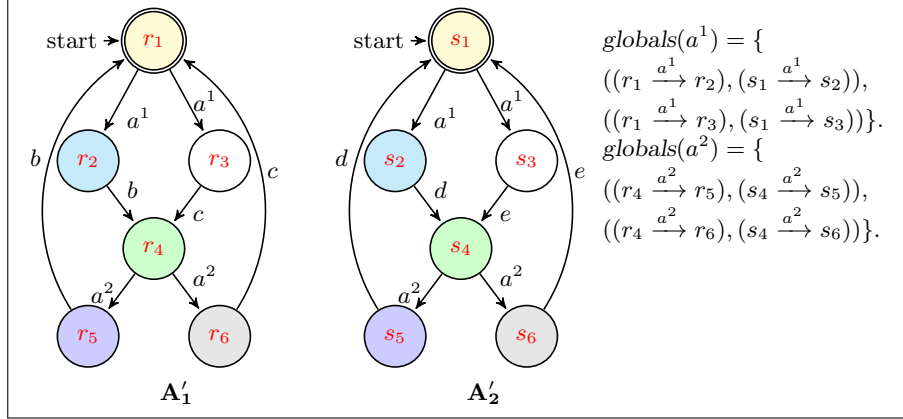 start
r₁
a¹
a¹
r₂
r₃
b
b
c
c
r₄
a²
a²
r₅
r₆
A′₁
start
s₁
a¹
a¹
s₂
s₃
d
d
e
e
s₄
a²
a²
s₅
s₆
A′₂
globals(a¹) = {
((r₁ —a¹→ r₂), (s₁ —a¹→ s₂)),
((r₁ —a¹→ r₃), (s₁ —a¹→ s₃))}.
globals(a²) = {
((r₄ —a²→ r₅), (s₄ —a²→ s₅)),
((r₄ —a²→ r₆), (s₄ —a²→ s₆))}.